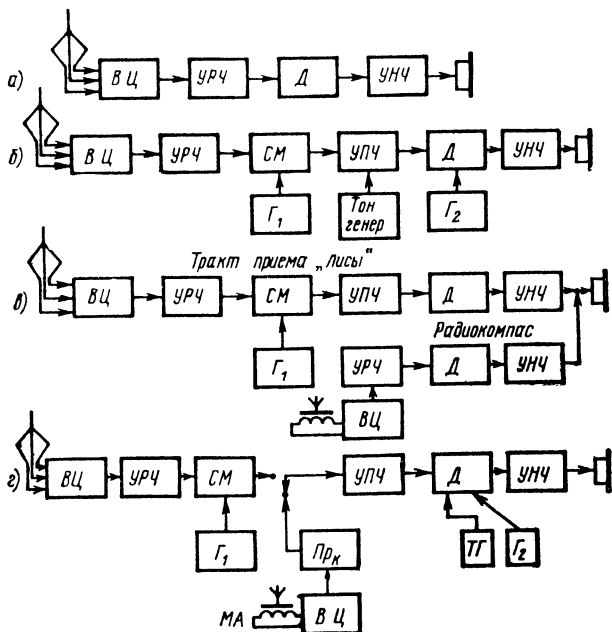 а) ВЦ УРЧ Д УНЧ
б) ВЦ УРЧ СМ УПЧ Д УНЧ
Г₁ Тон генер Г₂
Тракт приема „лисы“
в) ВЦ УРЧ СМ УПЧ Д УНЧ
Радиокомпас
Г₁ УРЧ Д УНЧ
ВЦ
г) ВЦ УРЧ СМ УПЧ Д УНЧ
Г₁ Прк ТГ Г₂
МА ВЦ